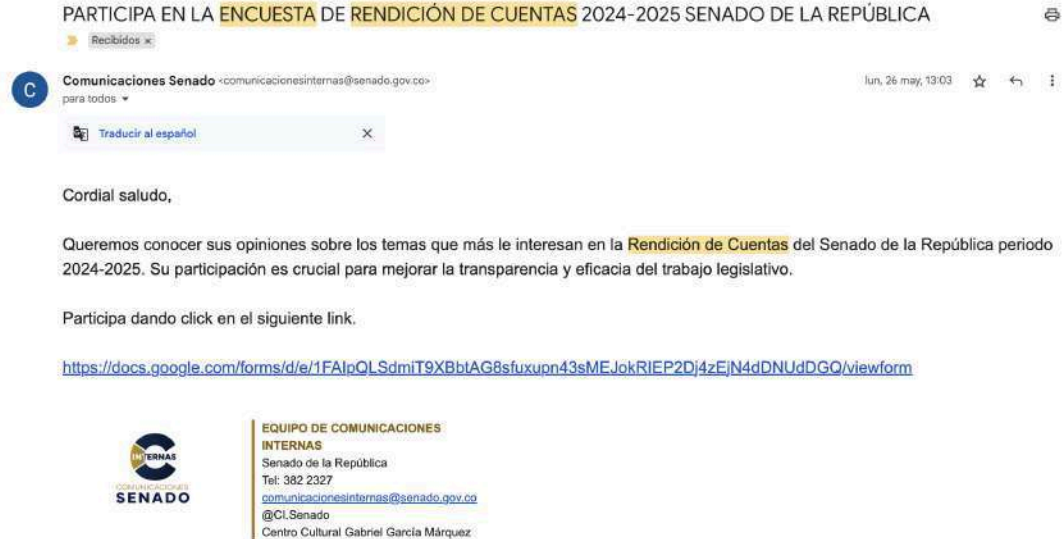 PARTICIPA EN LA ENCUESTA DE RENDICIÓN DE CUENTAS 2024-2025 SENADO DE LA REPÚBLICA
Recibidos x
C
Comunicaciones Senado <comunicacionesinternas@senado.gov.co>
lun, 26 may, 13:03
para todos
Traducir al español
Cordial saludo,
Queremos conocer sus opiniones sobre los temas que más le interesan en la Rendición de Cuentas del Senado de la República periodo
2024-2025. Su participación es crucial para mejorar la transparencia y eficacia del trabajo legislativo.
Participa dando click en el siguiente link.
https://docs.google.com/forms/d/e/1FAIpQLSdmiT9XBbtAG8sfuxupn43sMEJokRIEP2Dj4zEjN4dDNUdDGQ/viewform
INTERNAS
COMUNICACIONES
SENADO
EQUIPO DE COMUNICACIONES
INTERNAS
Senado de la República
Tel: 382 2327
comunicacionesinternas@senado.gov.co
@CI.Senado
Centro Cultural Gabriel García Márquez